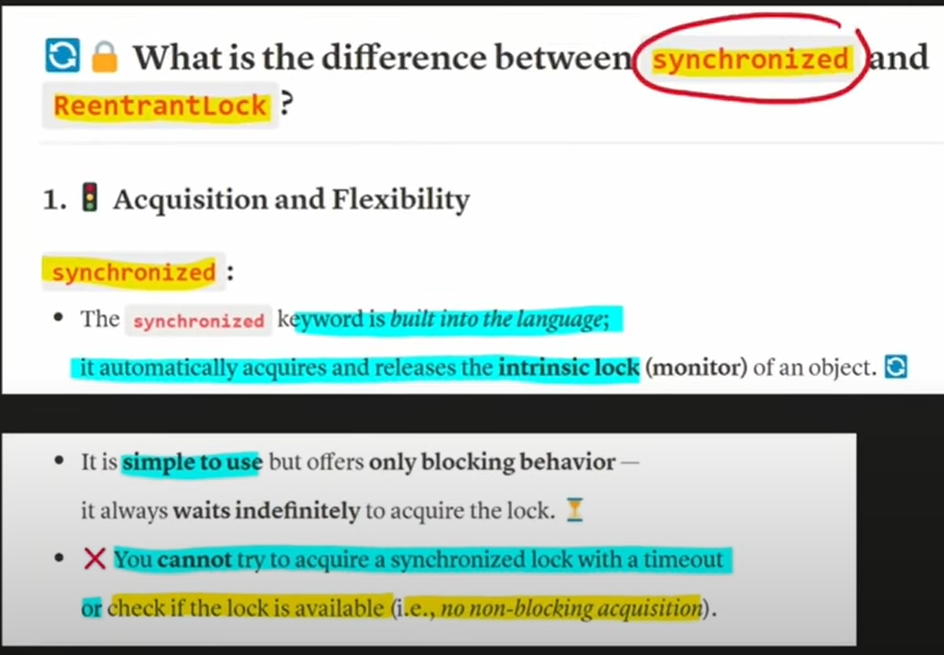 🔄 🔒 What is the difference between synchronized and
ReentrantLock ?
1. 🚦 Acquisition and Flexibility
synchronized :
• The synchronized keyword is built into the language;
it automatically acquires and releases the intrinsic lock (monitor) of an object. 🔄
• It is simple to use but offers only blocking behavior —
it always waits indefinitely to acquire the lock. ⏳
• ❌ You cannot try to acquire a synchronized lock with a timeout
or check if the lock is available (i.e., no non-blocking acquisition).